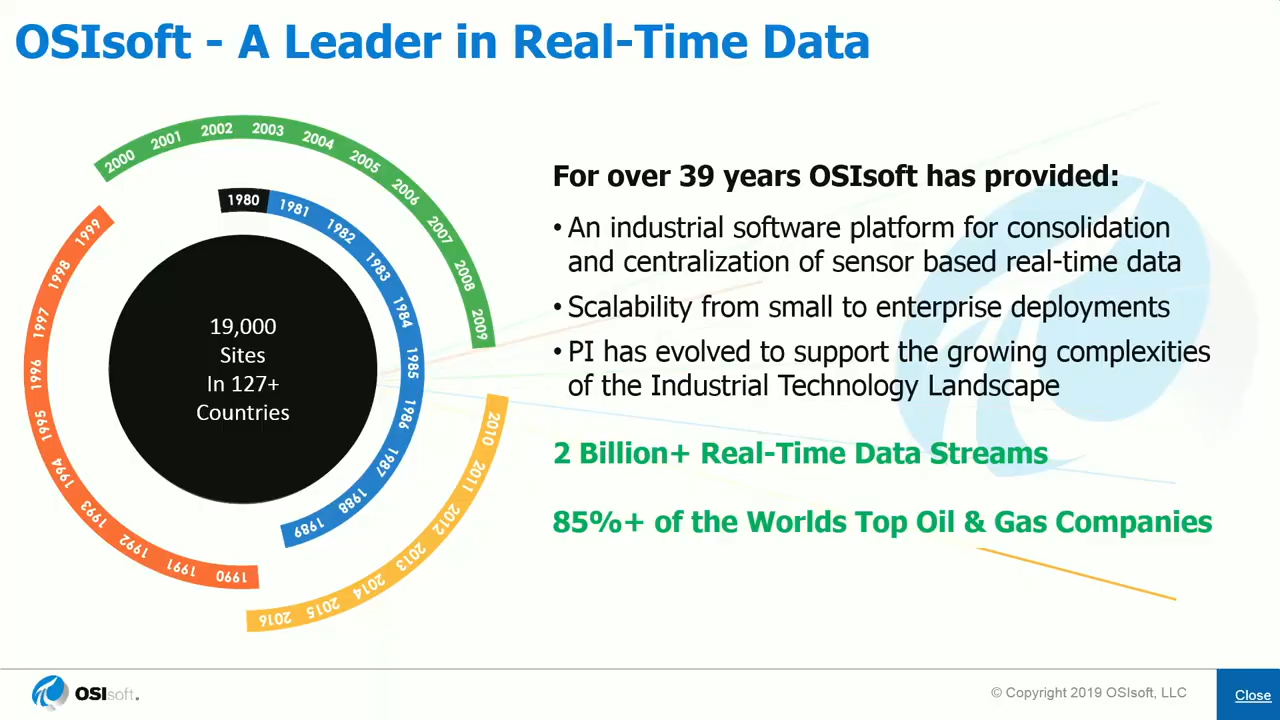 OSIsoft - A Leader in Real-Time Data
2000 2001 2002 2003 2004 2005 2006 2007 2008 2009
1980 1981 1982 1983 1984 1985 1986 1987 1988 1989
1990 1991 1992 1993 1994 1995 1996 1997 1998 1999
2010 2011 2012 2013 2014 2015 2016
19,000
Sites
In 127+
Countries
For over 39 years OSIsoft has provided:
• An industrial software platform for consolidation
and centralization of sensor based real-time data
• Scalability from small to enterprise deployments
• PI has evolved to support the growing complexities
of the Industrial Technology Landscape
2 Billion+ Real-Time Data Streams
85%+ of the Worlds Top Oil & Gas Companies
OSIsoft.
© Copyright 2019 OSIsoft, LLC
Close